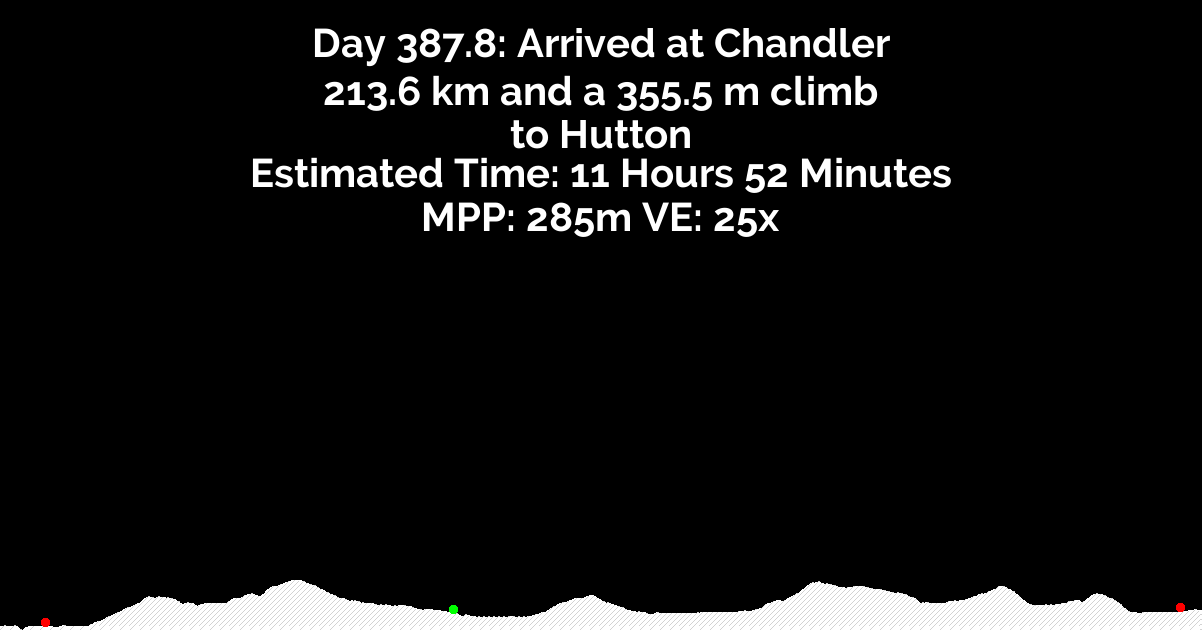 Day 387.8: Arrived at Chandler
213.6 km and a 355.5 m climb
to Hutton
Estimated Time: 11 Hours 52 Minutes
MPP: 285m VE: 25x